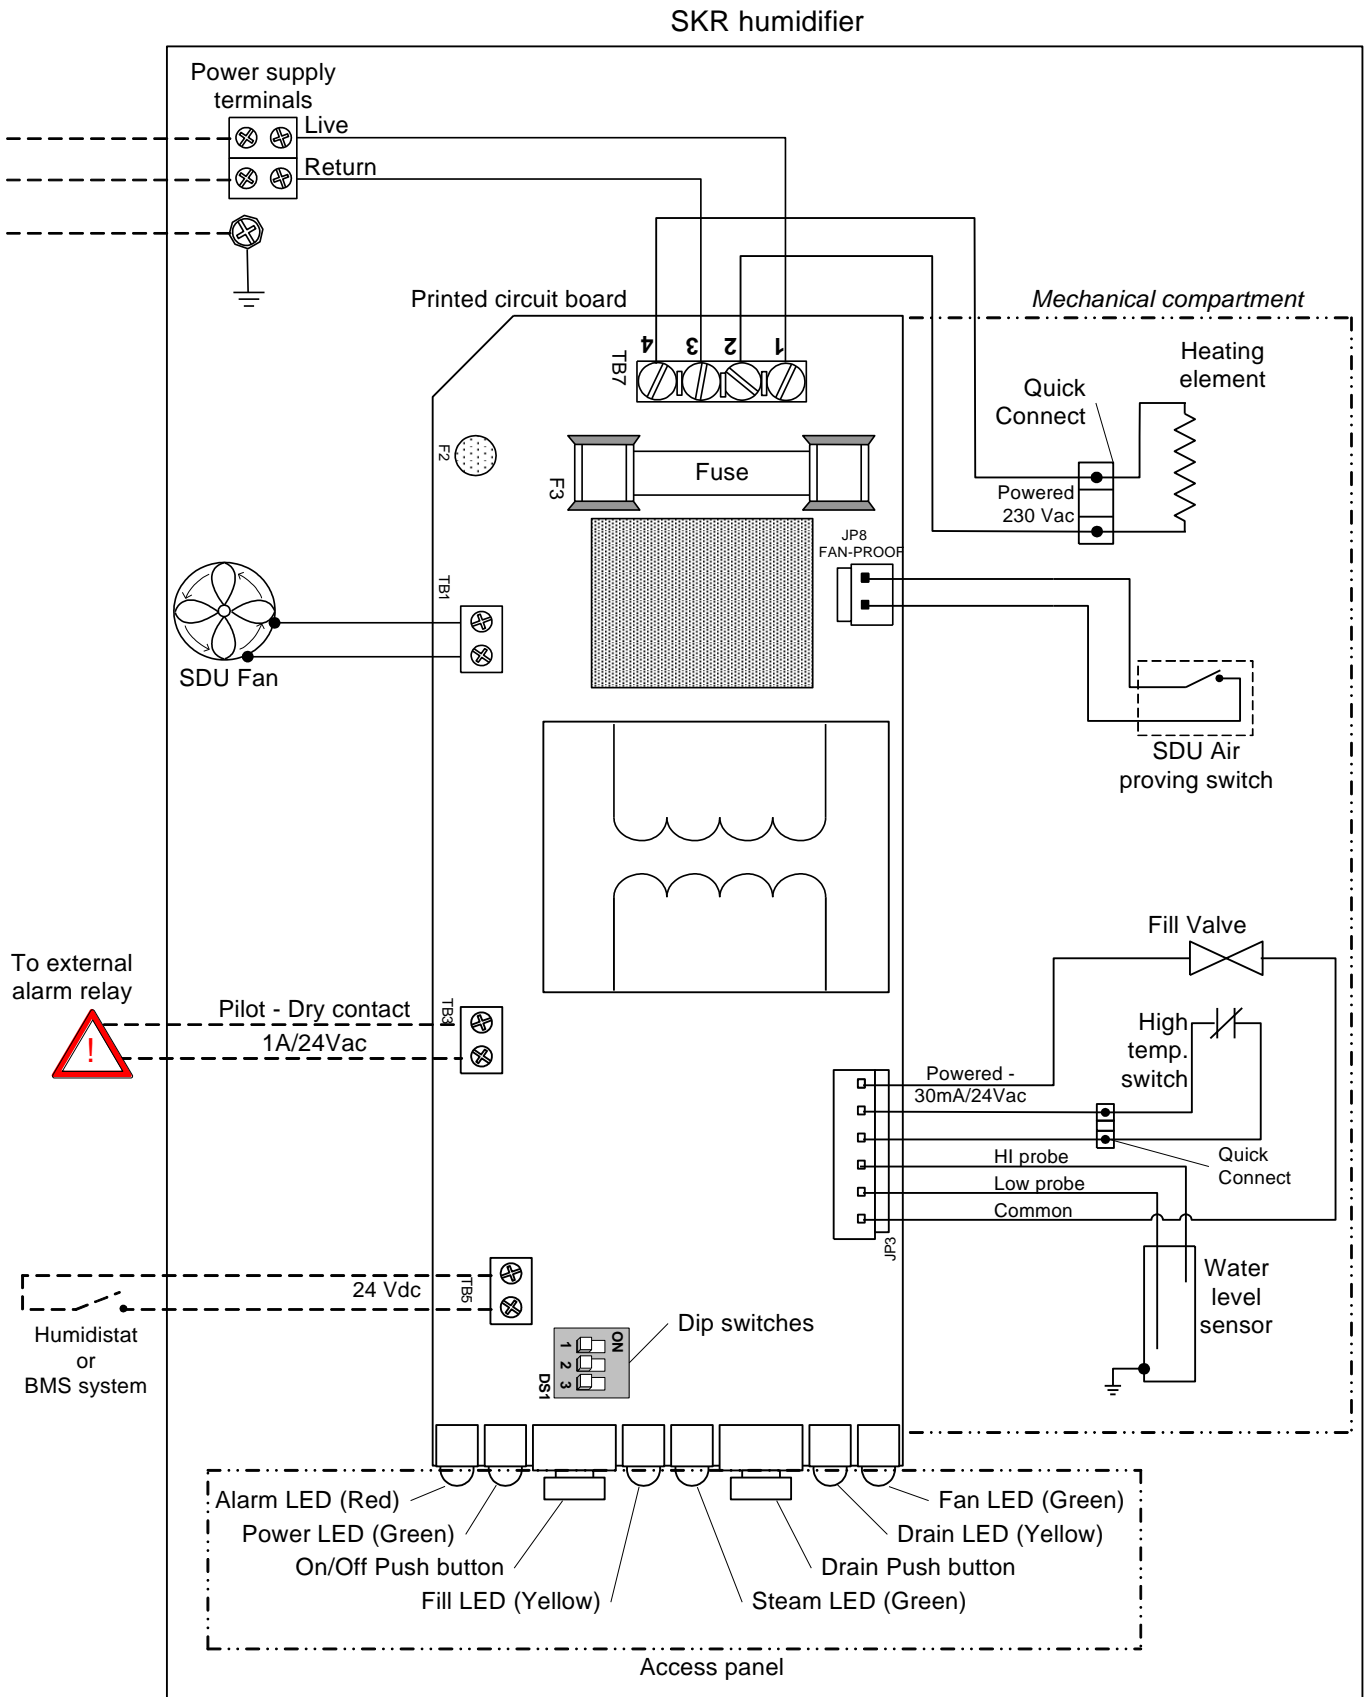 SKR humidifier
Power supply
terminals
Live
Return
Printed circuit board
Mechanical compartment
4 3 2 1
TB7
Heating
element
Quick
Connect
F2
Fuse
F3
Powered
230 Vac
JP8
FAN-PROOF
TB1
SDU Fan
SDU Air
proving switch
Fill Valve
To external
alarm relay
!
Pilot - Dry contact
1A/24Vac
TB3
High
temp.
switch
Powered -
30mA/24Vac
Quick
Connect
HI probe
Low probe
Common
JP3
24 Vdc
TB5
Humidistat
or
BMS system
Water
level
sensor
Dip switches
ON
1
2
3
DS1
Alarm LED (Red)
Fan LED (Green)
Power LED (Green)
Drain LED (Yellow)
On/Off Push button
Drain Push button
Fill LED (Yellow)
Steam LED (Green)
Access panel